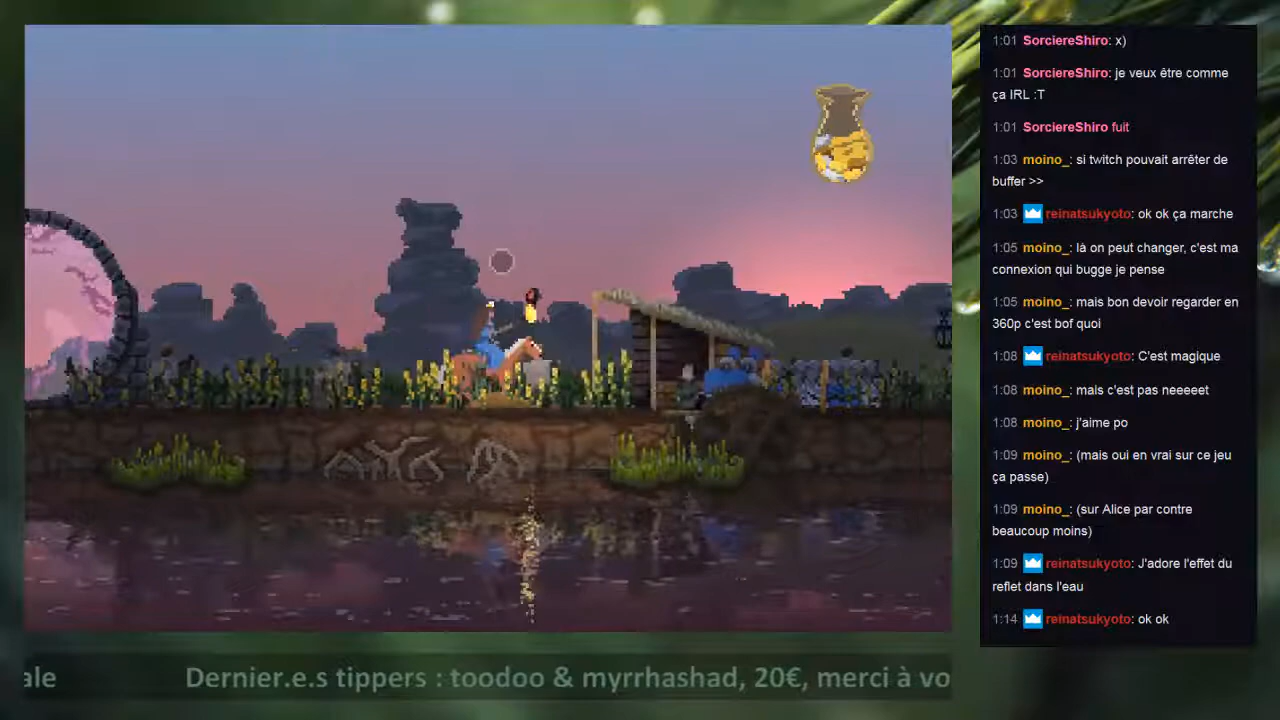 1:01 SorciereShiro: x)
1:01 SorciereShiro: je veux être comme
ça IRL :T
1:01 SorciereShiro fuit
1:03 moino_: si twitch pouvait arrêter de
buffer >>
1:03 reinatsukyoto: ok ok ça marche
1:05 moino_: là on peut changer, c'est ma
connexion qui bugge je pense
1:05 moino_: mais bon devoir regarder en
360p c'est bof quoi
1:08 reinatsukyoto: C'est magique
1:08 moino_: mais c'est pas neeeeet
1:08 moino_: j'aime po
1:09 moino_: (mais oui en vrai sur ce jeu
ça passe)
1:09 moino_: (sur Alice par contre
beaucoup moins)
1:09 reinatsukyoto: J'adore l'effet du
reflet dans l'eau
1:14 reinatsukyoto: ok ok
ale Dernier.e.s tippers : toodoo & myrrhashad, 20€, merci à vo